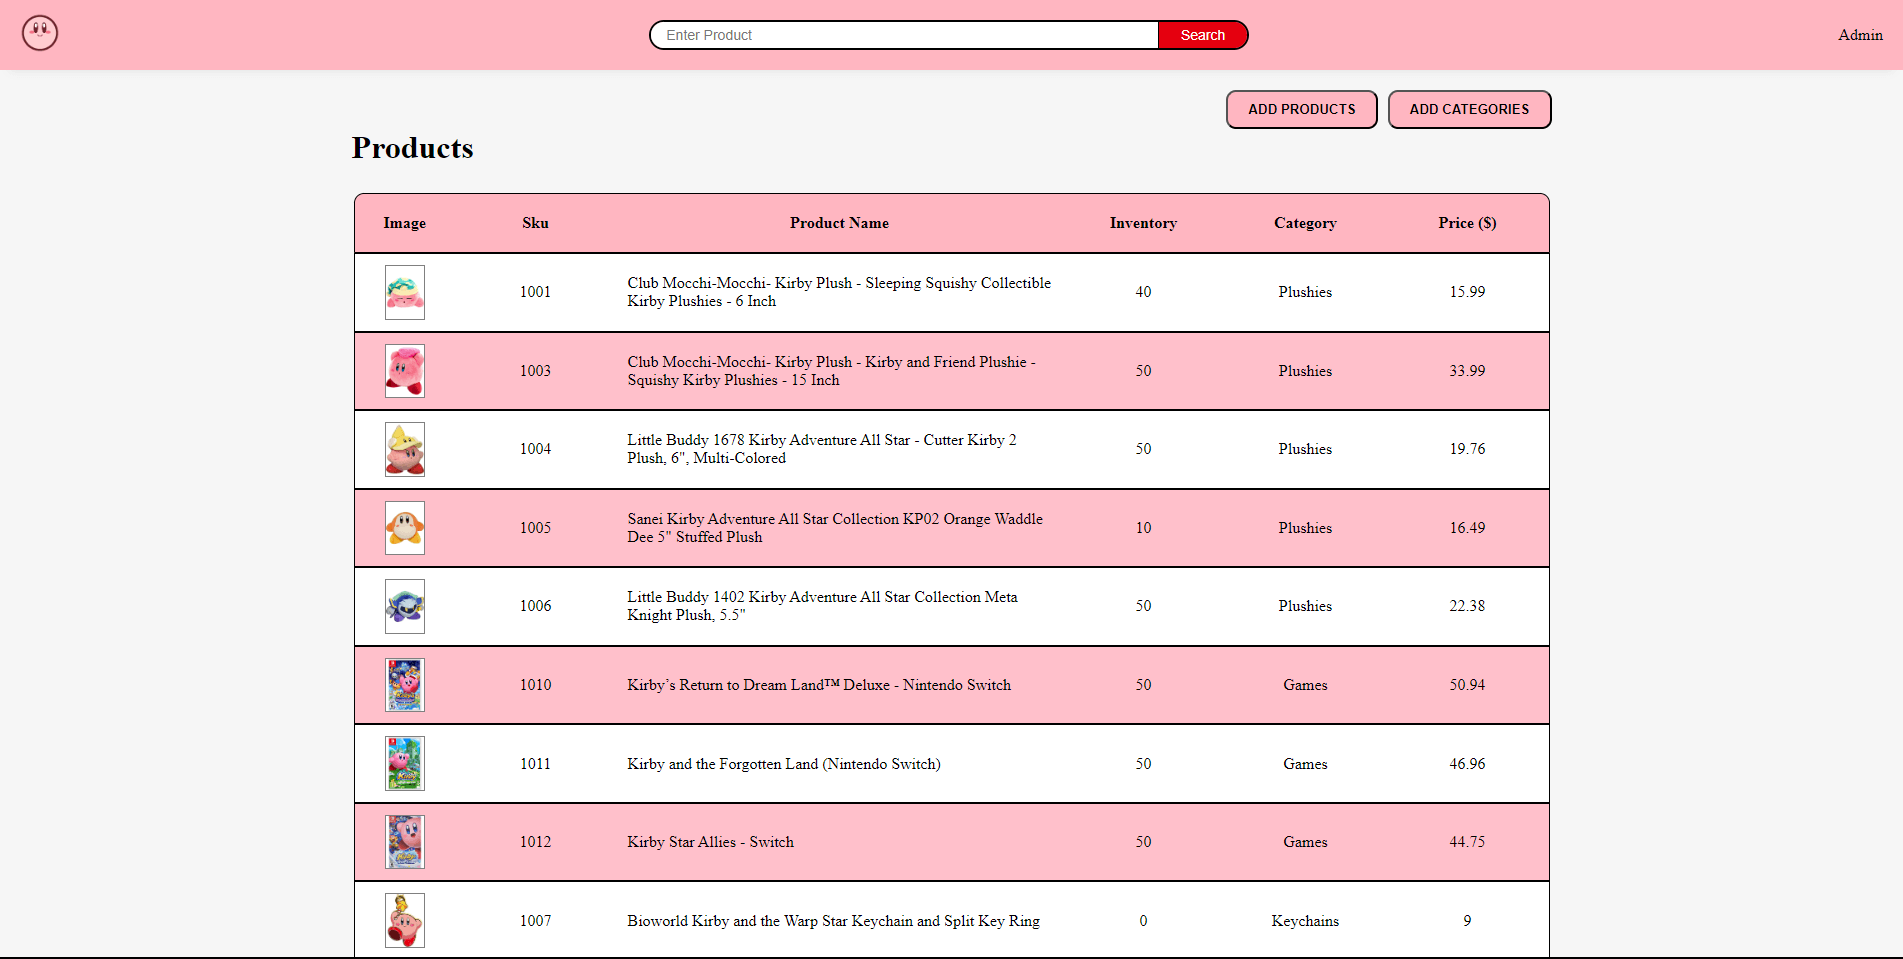 Enter Product
Search
Admin
ADD PRODUCTS
ADD CATEGORIES
Products
Image Sku Product Name Inventory Category Price ($)
1001 Club Mocchi-Mocchi- Kirby Plush - Sleeping Squishy Collectible
Kirby Plushies - 6 Inch 40 Plushies 15.99
1003 Club Mocchi-Mocchi- Kirby Plush - Kirby and Friend Plushie -
Squishy Kirby Plushies - 15 Inch 50 Plushies 33.99
1004 Little Buddy 1678 Kirby Adventure All Star - Cutter Kirby 2
Plush, 6", Multi-Colored 50 Plushies 19.76
1005 Sanei Kirby Adventure All Star Collection KP02 Orange Waddle
Dee 5" Stuffed Plush 10 Plushies 16.49
1006 Little Buddy 1402 Kirby Adventure All Star Collection Meta
Knight Plush, 5.5" 50 Plushies 22.38
1010 Kirby’s Return to Dream Land™ Deluxe - Nintendo Switch 50 Games 50.94
1011 Kirby and the Forgotten Land (Nintendo Switch) 50 Games 46.96
1012 Kirby Star Allies - Switch 50 Games 44.75
1007 Bioworld Kirby and the Warp Star Keychain and Split Key Ring 0 Keychains 9